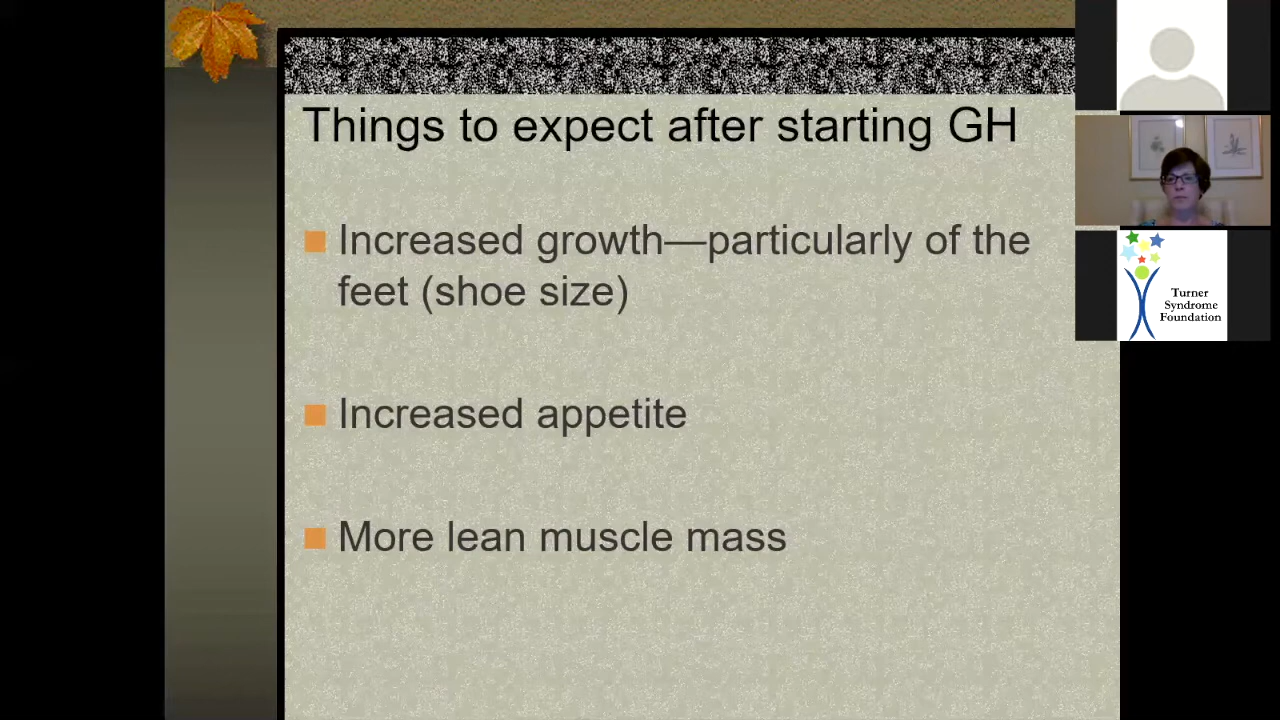 Things to expect after starting GH
Increased growth—particularly of the
feet (shoe size)
Increased appetite
More lean muscle mass
Turner
Syndrome
Foundation